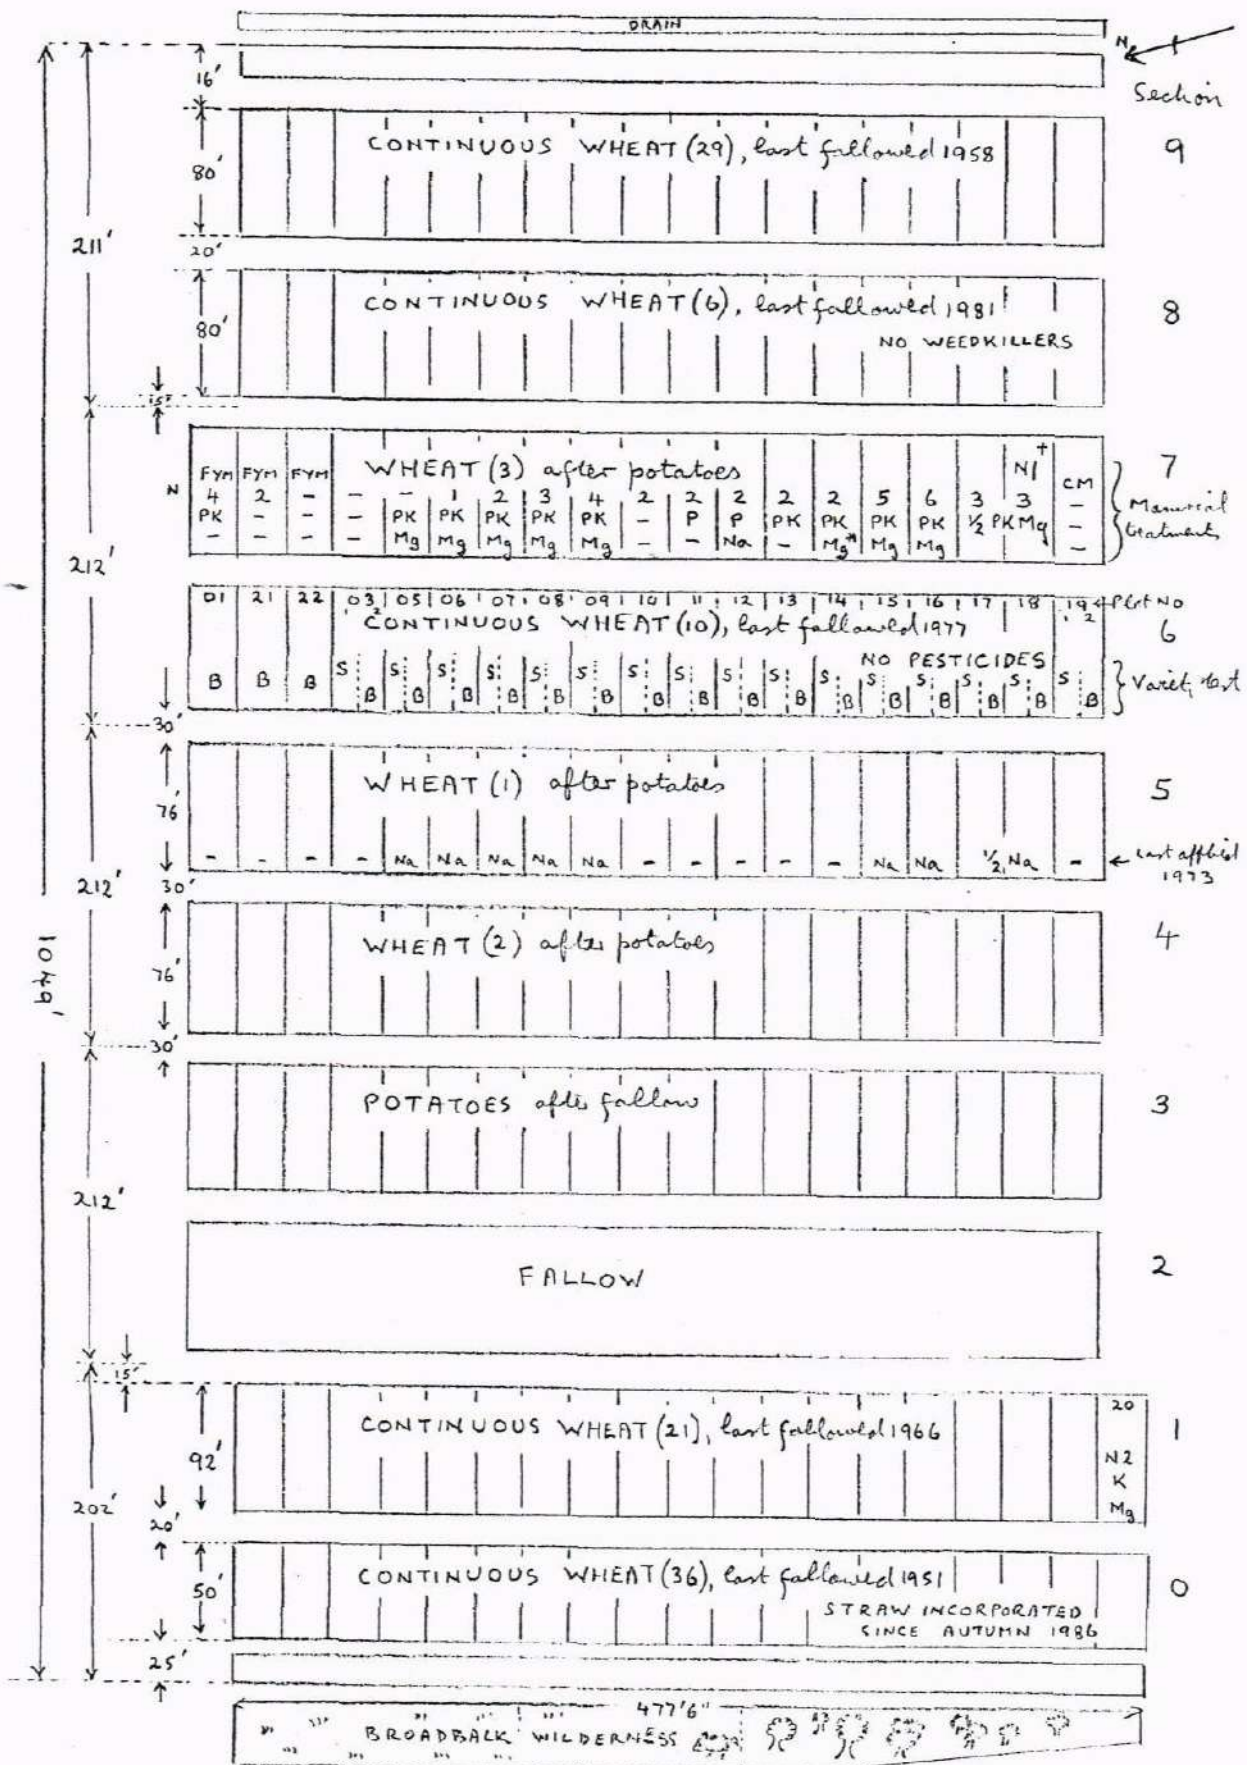 DRAIN
N
16'
Section
CONTINUOUS WHEAT (29), last fallowed 1958
9
80'
211'
20'
CONTINUOUS WHEAT (6), last fallowed 1981
8
80'
NO WEEDKILLERS
15'
N
FYM FYM FYM WHEAT (3) after potatoes N1+ CM 7
4 2 - - - 1 2 3 4 2 2 2 2 2 5 6 3 3 - Manurial
PK - - - PK PK PK PK PK - P P PK PK PK PK 1/2 PKMg - treatments
- - - - Mg Mg Mg Mg Mg - - Na - Mg* Mg Mg -
212'
01 21 22 03 05 06 07 08 09 10 11 12 13 14 15 16 17 18 19 ← Plot No
2 CONTINUOUS WHEAT (10), last fallowed 1977 1 2 6
NO PESTICIDES
B B B S B S B S B S B S B S B S B S B S B S B S B S B S B S B S B S B
30'
WHEAT (1) after potatoes
5
76'
- - - - Na Na Na Na Na - - - - - Na Na 1/2 Na - ← Last applied
1973
212'
30'
WHEAT (2) after potatoes
4
76'
1049'
30'
POTATOES after fallow
3
212'
FALLOW
2
15'
CONTINUOUS WHEAT (21), last fallowed 1966
20
1
92'
N2
K
Mg
202'
20'
CONTINUOUS WHEAT (36), last fallowed 1951
0
50'
STRAW INCORPORATED
SINCE AUTUMN 1986
25'
477'6"
BROADBALK WILDERNESS